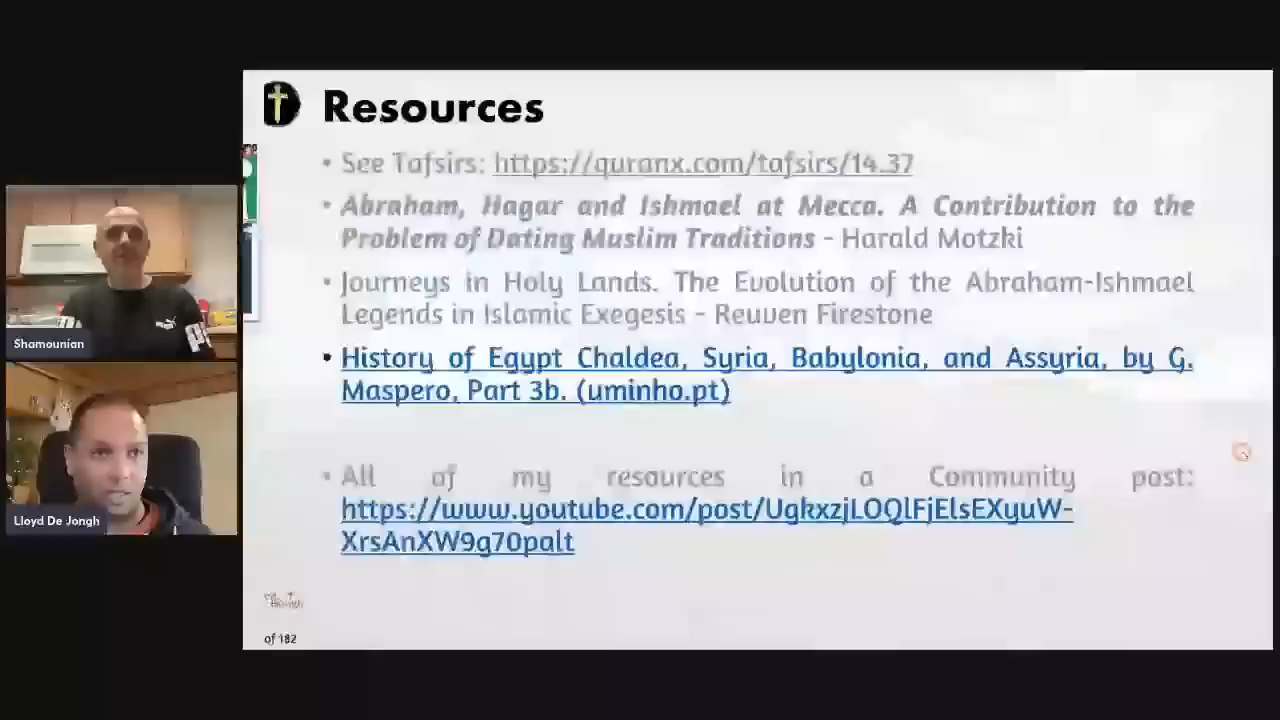 Resources
• See Tafsirs: https://quranx.com/tafsirs/14.37
• Abraham, Hagar and Ishmael at Mecca. A Contribution to the
Problem of Dating Muslim Traditions - Harald Motzki
• Journeys in Holy Lands. The Evolution of the Abraham-Ishmael
Legends in Islamic Exegesis - Reuven Firestone
• History of Egypt Chaldea, Syria, Babylonia, and Assyria, by G.
Maspero, Part 3b. (uminho.pt)
• All of my resources in a Community post:
https://www.youtube.com/post/UgkxzjLOQlFjElsEXyuW-
XrsAnXW9g70palt
of 182
Shamounian
Lloyd De Jongh